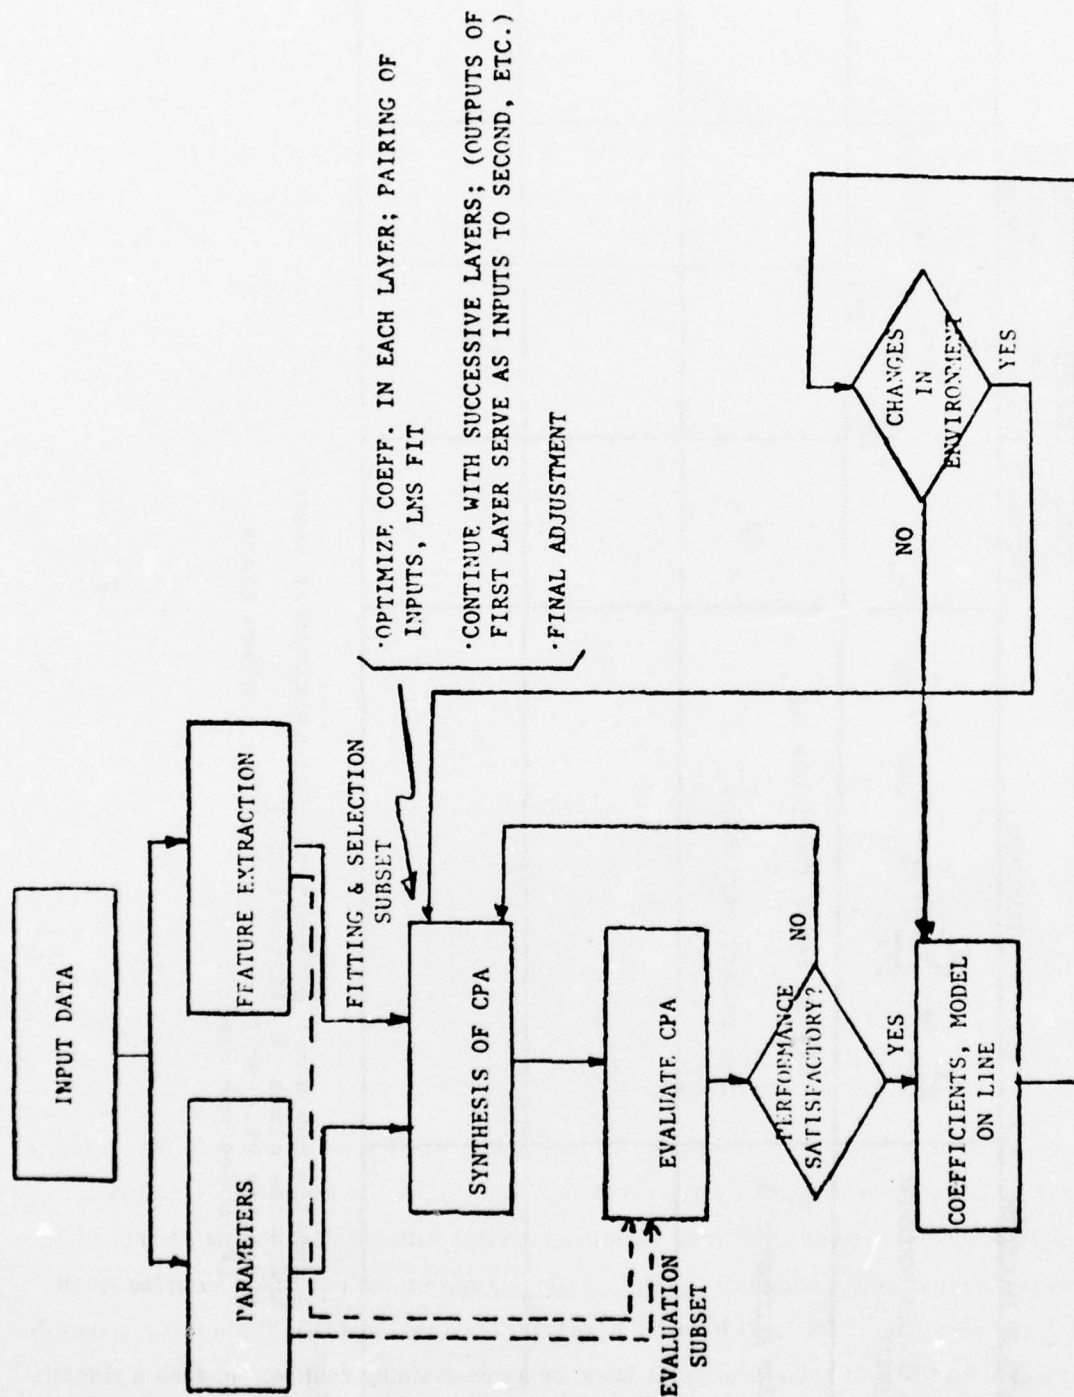 INPUT DATA
PARAMETERS
FEATURE EXTRACTION
FITTING & SELECTION
SUBSET
·OPTIMIZE COEFF. IN EACH LAYER; PAIRING OF
INPUTS, LMS FIT
·CONTINUE WITH SUCCESSIVE LAYERS; (OUTPUTS OF
FIRST LAYER SERVE AS INPUTS TO SECOND, ETC.)
·FINAL ADJUSTMENT
SYNTHESIS OF CPA
EVALUATE CPA
EVALUATION
SUBSET
PERFORMANCE
SATISFACTORY?
NO
YES
COEFFICIENTS, MODEL
ON LINE
CHANGES
IN
ENVIRONMENT
NO
YES